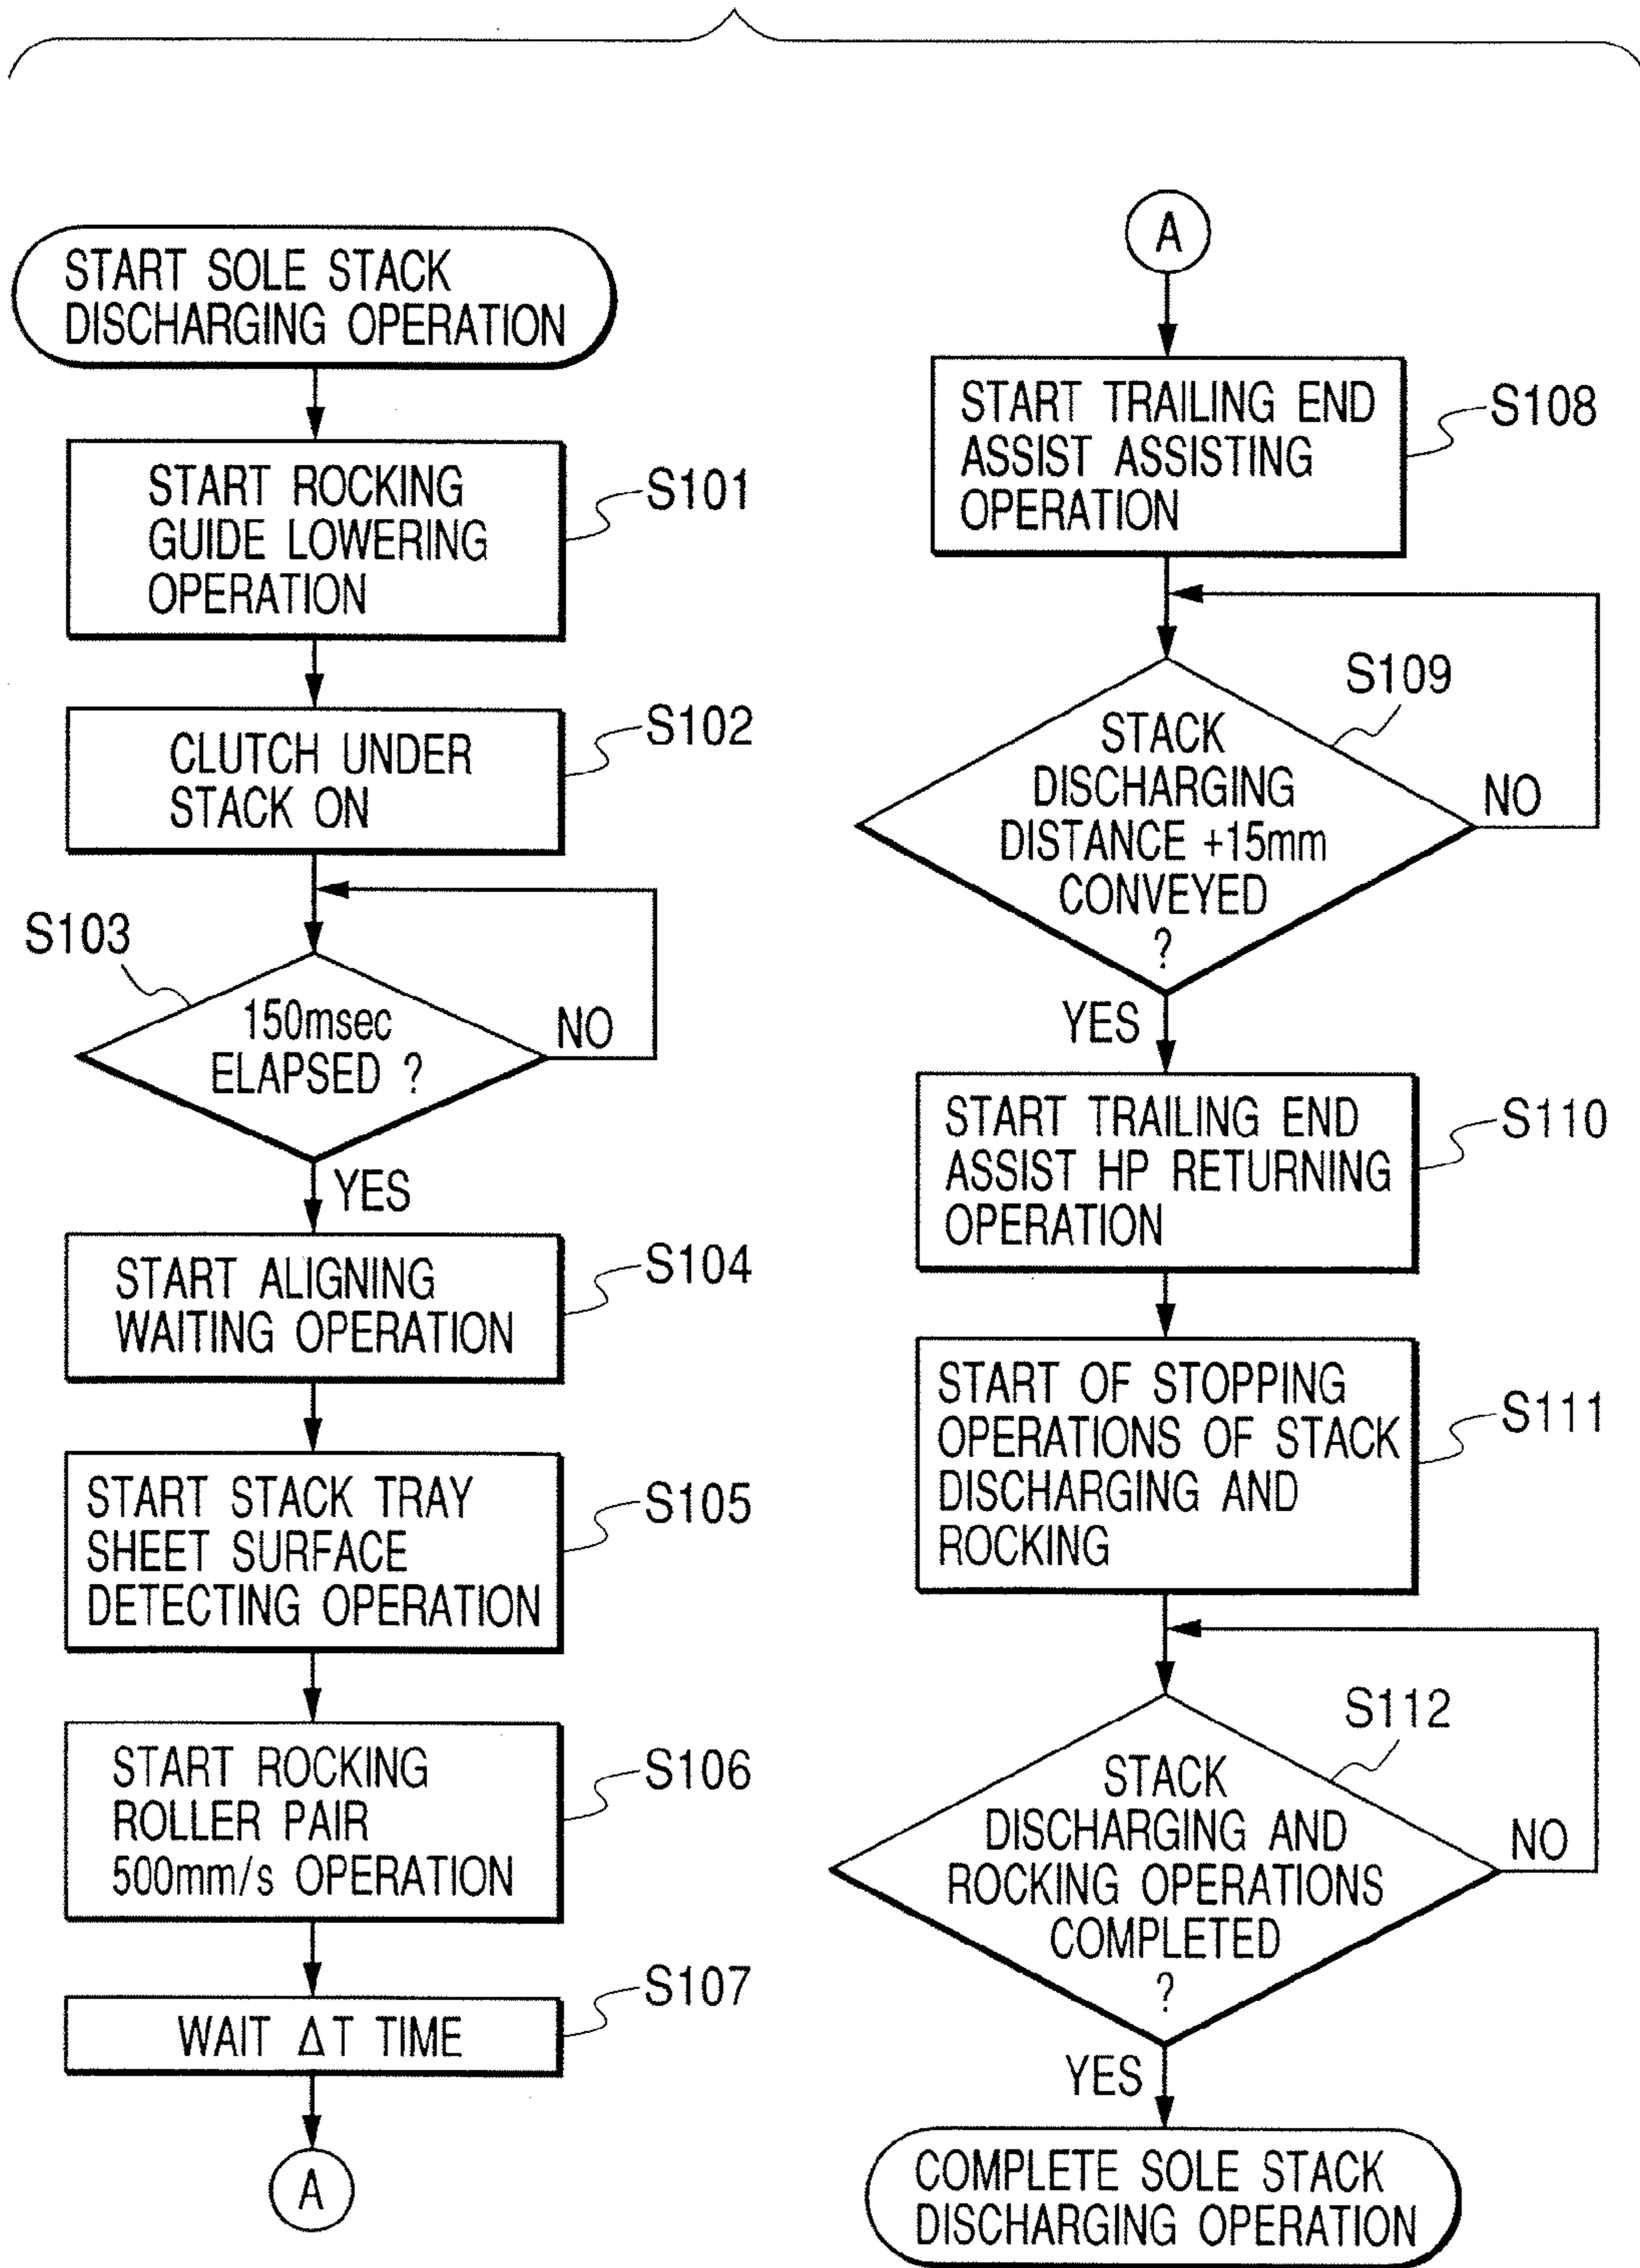 START SOLE STACK
DISCHARGING OPERATION
START ROCKING
GUIDE LOWERING
OPERATION
S101
CLUTCH UNDER
STACK ON
S102
S103
150msec
ELAPSED ?
NO
YES
START ALIGNING
WAITING OPERATION
S104
START STACK TRAY
SHEET SURFACE
DETECTING OPERATION
S105
START ROCKING
ROLLER PAIR
500mm/s OPERATION
S106
WAIT ΔT TIME
S107
A
A
START TRAILING END
ASSIST ASSISTING
OPERATION
S108
S109
STACK
DISCHARGING
DISTANCE +15mm
CONVEYED
?
NO
YES
START TRAILING END
ASSIST HP RETURNING
OPERATION
S110
START OF STOPPING
OPERATIONS OF STACK
DISCHARGING AND
ROCKING
S111
S112
STACK
DISCHARGING AND
ROCKING OPERATIONS
COMPLETED
?
NO
YES
COMPLETE SOLE STACK
DISCHARGING OPERATION